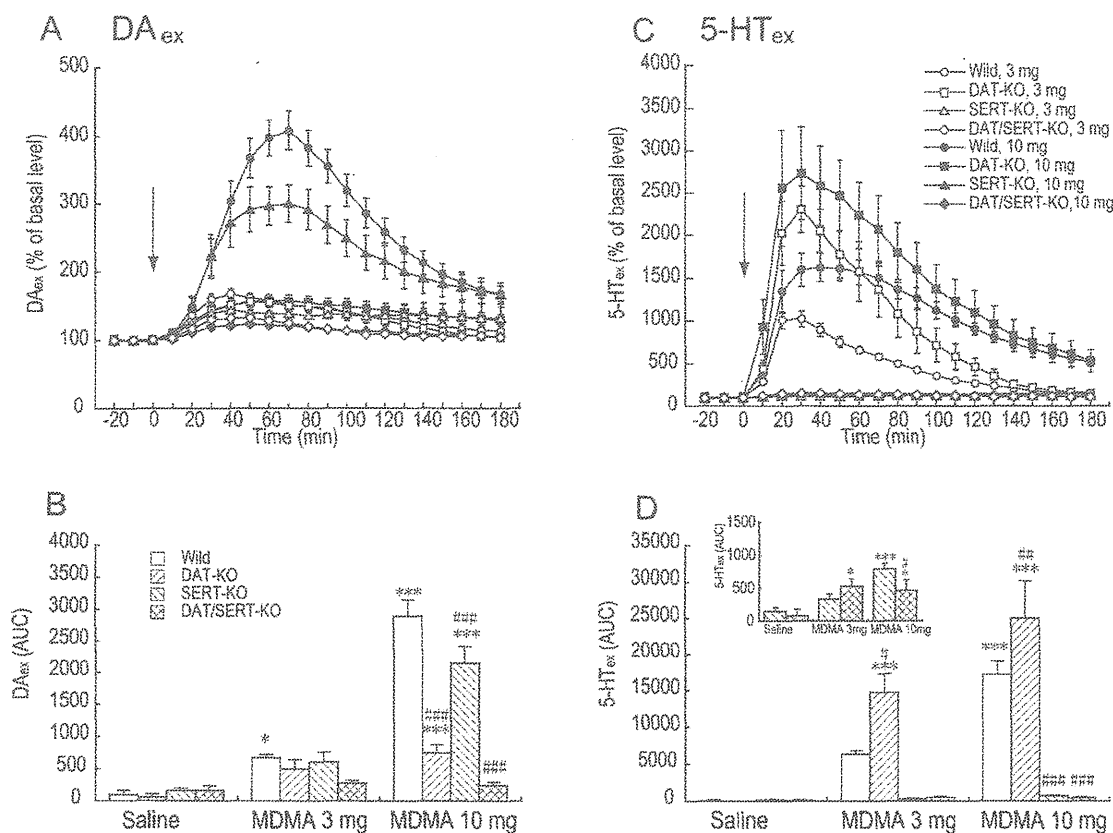 A DAex
500
400
300
200
100
0
DAex (% of basal level)
-20 0 20 40 60 80 100 120 140 160 180
Time (min)
C 5-HTex
4000
3500
3000
2500
2000
1500
1000
500
0
5-HTex (% of basal level)
-20 0 20 40 60 80 100 120 140 160 180
Time (min)
Wild, 3 mg
DAT-KO, 3 mg
SERT-KO, 3 mg
DAT/SERT-KO, 3 mg
Wild, 10 mg
DAT-KO, 10 mg
SERT-KO, 10 mg
DAT/SERT-KO,10 mg
B
4000
3500
3000
2500
2000
1500
1000
500
0
DAex (AUC)
Wild
DAT-KO
SERT-KO
DAT/SERT-KO
*
***
###
***
###
***
###
Saline MDMA 3 mg MDMA 10 mg
D
35000
30000
25000
20000
15000
10000
5000
0
5-HTex (AUC)
1500
1000
500
0
5-HTex (AUC)
*
***
Saline MDMA 3mg MDMA 10mg
#
***
***
##
***
### ###
Saline MDMA 3 mg MDMA 10 mg